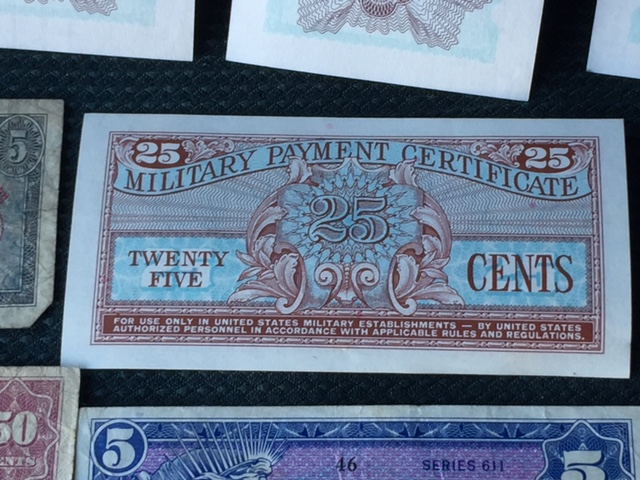 5
25 25
MILITARY PAYMENT CERTIFICATE
25
TWENTY
FIVE
CENTS
FOR USE ONLY IN UNITED STATES MILITARY ESTABLISHMENTS — BY UNITED STATES
AUTHORIZED PERSONNEL IN ACCORDANCE WITH APPLICABLE RULES AND REGULATIONS.
50
CENTS
5 46 SERIES 611 5